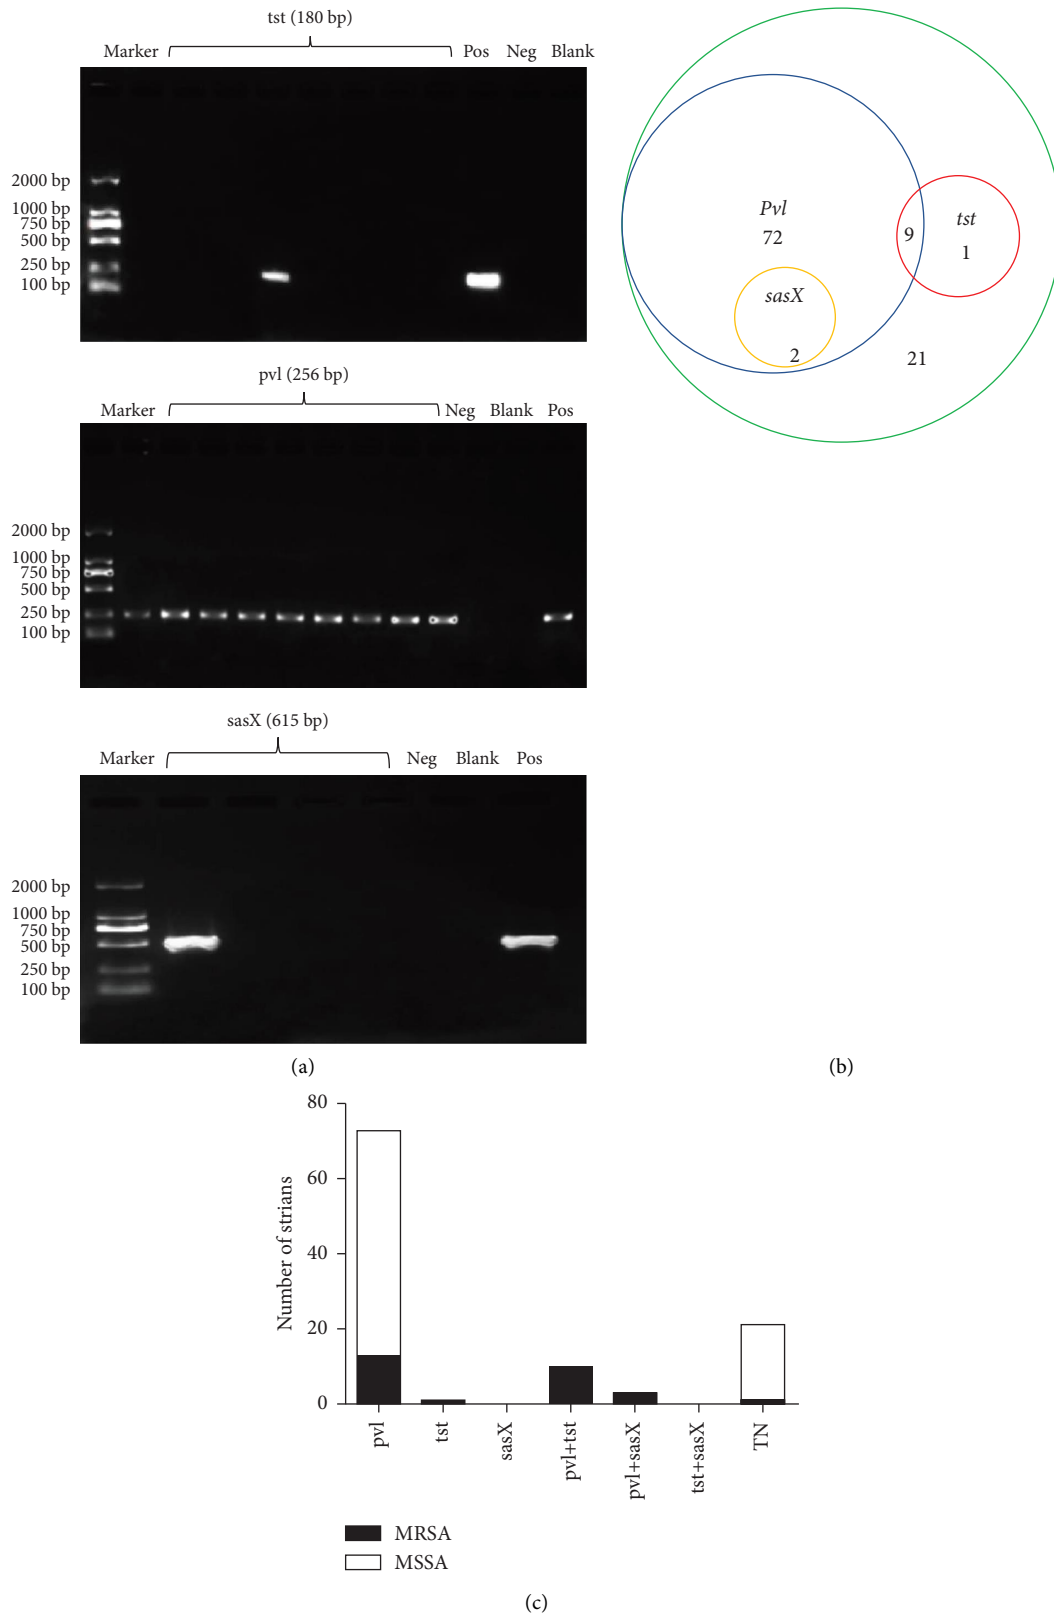 tst (180 bp)
Marker Pos Neg Blank
2000 bp
1000 bp
750 bp
500 bp
250 bp
100 bp
pvl (256 bp)
Marker Neg Blank Pos
2000 bp
1000 bp
750 bp
500 bp
250 bp
100 bp
sasX (615 bp)
Marker Neg Blank Pos
2000 bp
1000 bp
750 bp
500 bp
250 bp
100 bp
(a)
Pvl
72
9
tst
1
sasX
2
21
(b)
Number of strians
80
60
40
20
0
pvl
tst
sasX
pvl+tst
pvl+sasX
tst+sasX
TN
MRSA
MSSA
(c)